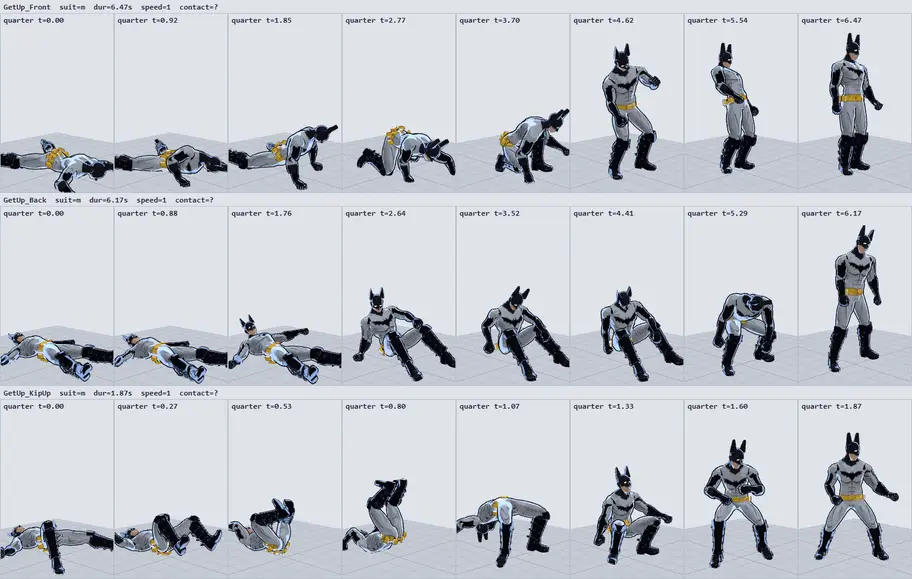 GetUp_Front suit=m dur=6.47s speed=1 contact=?
quarter t=0.00 quarter t=0.92 quarter t=1.85 quarter t=2.77 quarter t=3.70 quarter t=4.62 quarter t=5.54 quarter t=6.47
GetUp_Back suit=m dur=6.17s speed=1 contact=?
quarter t=0.00 quarter t=0.88 quarter t=1.76 quarter t=2.64 quarter t=3.52 quarter t=4.41 quarter t=5.29 quarter t=6.17
GetUp_KipUp suit=m dur=1.87s speed=1 contact=?
quarter t=0.00 quarter t=0.27 quarter t=0.53 quarter t=0.80 quarter t=1.07 quarter t=1.33 quarter t=1.60 quarter t=1.87